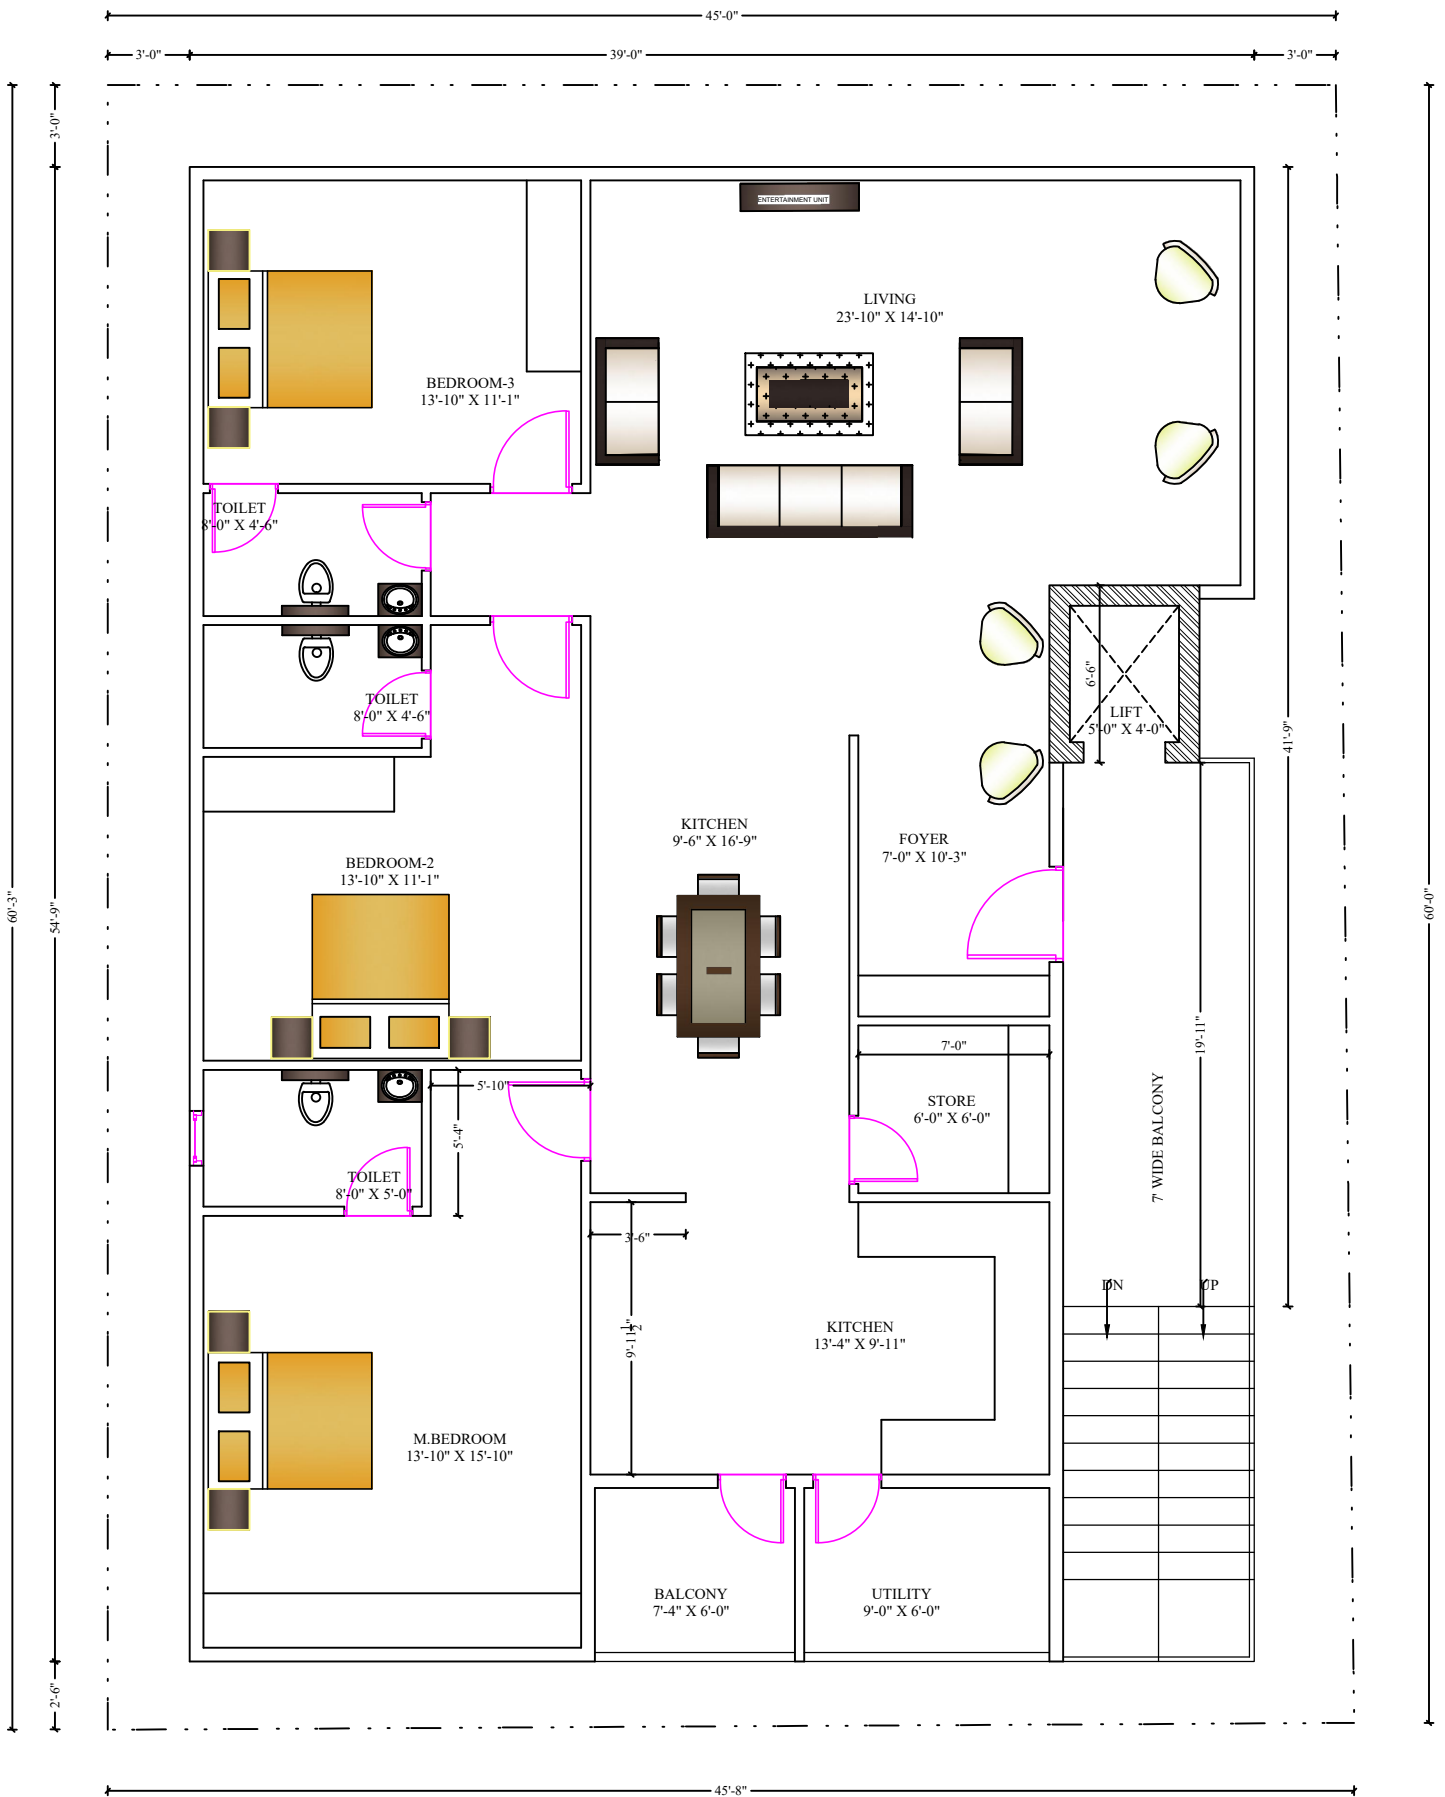 45'-0"
3'-0"
39'-0"
3'-0"
3'-0"
ENTERTAINMENT UNIT
LIVING
23'-10" X 14'-10"
BEDROOM-3
13'-10" X 11'-1"
TOILET
8'-0" X 4'-6"
TOILET
8'-0" X 4'-6"
6'-6"
LIFT
5'-0" X 4'-0"
41'-9"
KITCHEN
9'-6" X 16'-9"
FOYER
7'-0" X 10'-3"
BEDROOM-2
13'-10" X 11'-1"
60'-3"
54'-9"
60'-0"
19'-11"
7'-0"
5'-10"
STORE
6'-0" X 6'-0"
5'-4"
7' WIDE BALCONY
TOILET
8'-0" X 5'-0"
3'-6"
DN
UP
9'-11 1/2"
KITCHEN
13'-4" X 9'-11"
M.BEDROOM
13'-10" X 15'-10"
BALCONY
7'-4" X 6'-0"
UTILITY
9'-0" X 6'-0"
2'-6"
45'-8"